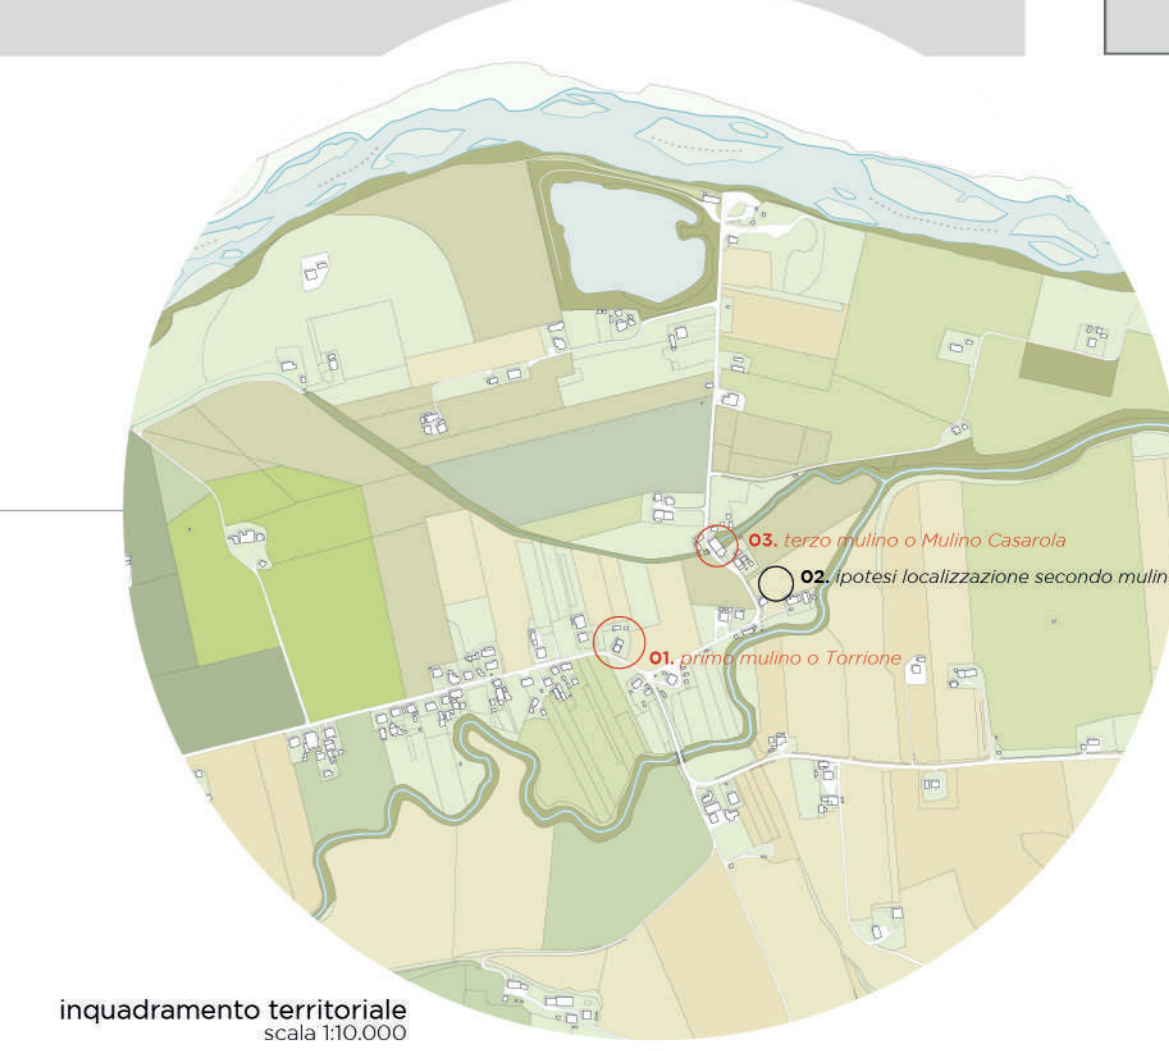 03. terzo mulino o Mulino Casarola
02. ipotesi localizzazione secondo mulin
01. primo mulino o Torrione
inquadramento territoriale
scala 1:10.000